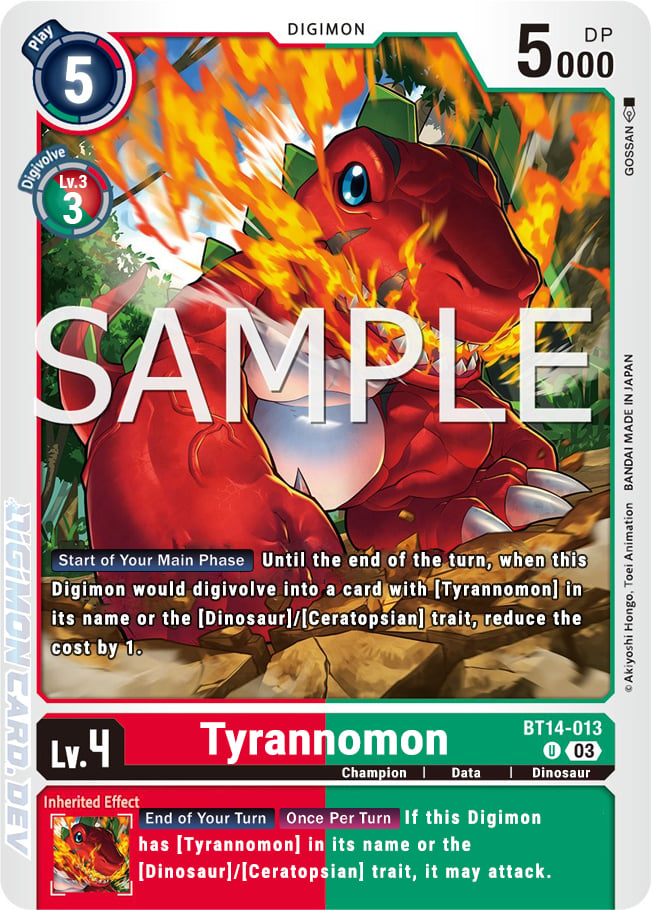 DIGIMON
Play
5
DP
5000
Digivolve
Lv.3
3
GOSSAN
SAMPLE
Start of Your Main Phase Until the end of the turn, when this
Digimon would digivolve into a card with [Tyrannomon] in
its name or the [Dinosaur]/[Ceratopsian] trait, reduce the
cost by 1.
© Akiyoshi Hongo, Toei Animation BANDAI MADE IN JAPAN
DIGIMONCARD.DEV
Lv.4
Tyrannomon
BT14-013
U 03
Champion | Data | Dinosaur
Inherited Effect
End of Your Turn Once Per Turn If this Digimon
has [Tyrannomon] in its name or the
[Dinosaur]/[Ceratopsian] trait, it may attack.